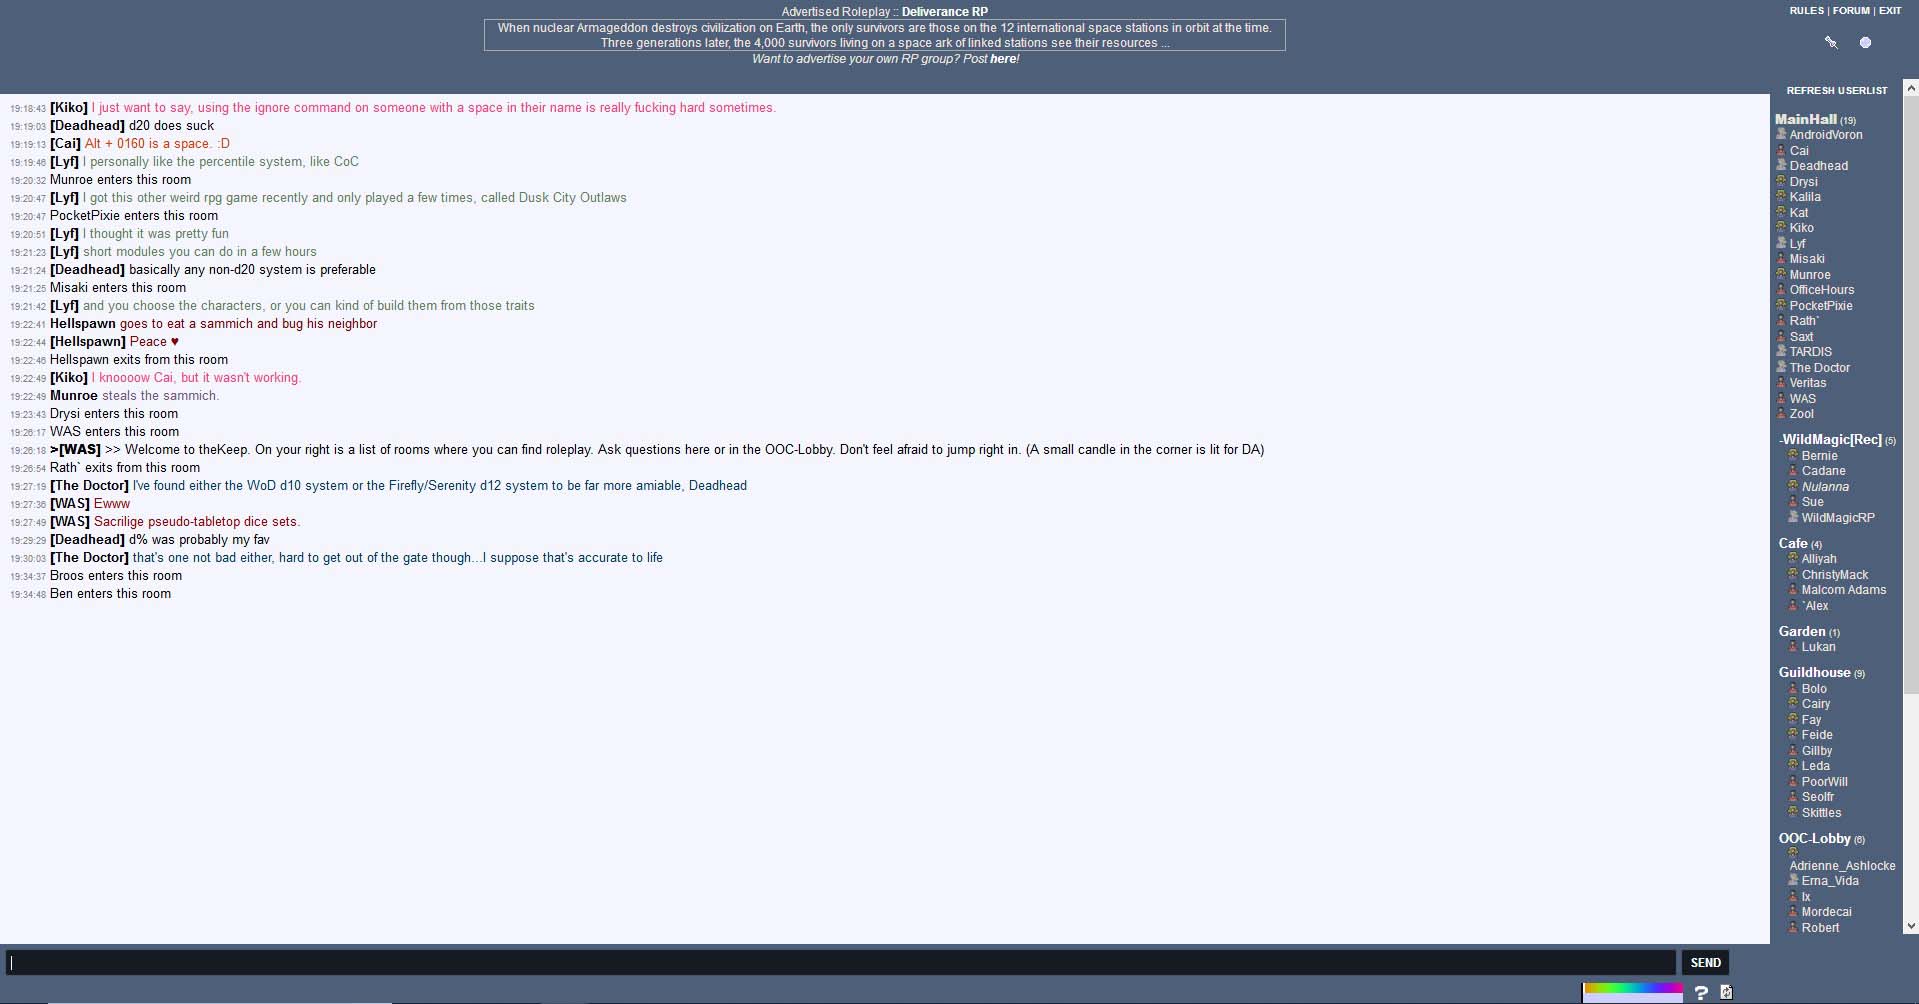 Advertised Roleplay :: Deliverance RP
When nuclear Armageddon destroys civilization on Earth, the only survivors are those on the 12 international space stations in orbit at the time.
Three generations later, the 4,000 survivors living on a space ark of linked stations see their resources ...
Want to advertise your own RP group? Post here!
RULES | FORUM | EXIT
19:18:43 [Kiko] I just want to say, using the ignore command on someone with a space in their name is really fucking hard sometimes.
19:19:03 [Deadhead] d20 does suck
19:19:13 [Cai] Alt + 0160 is a space. :D
19:19:46 [Lyf] I personally like the percentile system, like CoC
19:20:32 Munroe enters this room
19:20:47 [Lyf] I got this other weird rpg game recently and only played a few times, called Dusk City Outlaws
19:20:47 PocketPixie enters this room
19:20:51 [Lyf] I thought it was pretty fun
19:21:23 [Lyf] short modules you can do in a few hours
19:21:24 [Deadhead] basically any non-d20 system is preferable
19:21:25 Misaki enters this room
19:21:42 [Lyf] and you choose the characters, or you can kind of build them from those traits
19:22:41 Hellspawn goes to eat a sammich and bug his neighbor
19:22:44 [Hellspawn] Peace ♥
19:22:46 Hellspawn exits from this room
19:22:49 [Kiko] I knoooow Cai, but it wasn't working.
19:22:49 Munroe steals the sammich.
19:23:43 Drysi enters this room
19:26:17 WAS enters this room
19:26:18 >[WAS] >> Welcome to theKeep. On your right is a list of rooms where you can find roleplay. Ask questions here or in the OOC-Lobby. Don't feel afraid to jump right in. (A small candle in the corner is lit for DA)
19:26:54 Rath` exits from this room
19:27:19 [The Doctor] I've found either the WoD d10 system or the Firefly/Serenity d12 system to be far more amiable, Deadhead
19:27:36 [WAS] Ewww
19:27:49 [WAS] Sacrilige pseudo-tabletop dice sets.
19:29:29 [Deadhead] d% was probably my fav
19:30:03 [The Doctor] that's one not bad either, hard to get out of the gate though...I suppose that's accurate to life
19:34:37 Broos enters this room
19:34:48 Ben enters this room
REFRESH USERLIST
MainHall (19)
AndroidVoron
Cai
Deadhead
Drysi
Kalila
Kat
Kiko
Lyf
Misaki
Munroe
OfficeHours
PocketPixie
Rath`
Saxt
TARDIS
The Doctor
Veritas
WAS
Zool
-WildMagic[Rec] (5)
Bernie
Cadane
Nulanna
Sue
WildMagicRP
Cafe (4)
Alliyah
ChristyMack
Malcom Adams
`Alex
Garden (1)
Lukan
Guildhouse (9)
Bolo
Cairy
Fay
Feide
Gillby
Leda
PoorWill
Seolfr
Skittles
OOC-Lobby (6)
Adrienne_Ashlocke
Erna_Vida
Ix
Mordecai
Robert
SEND
?